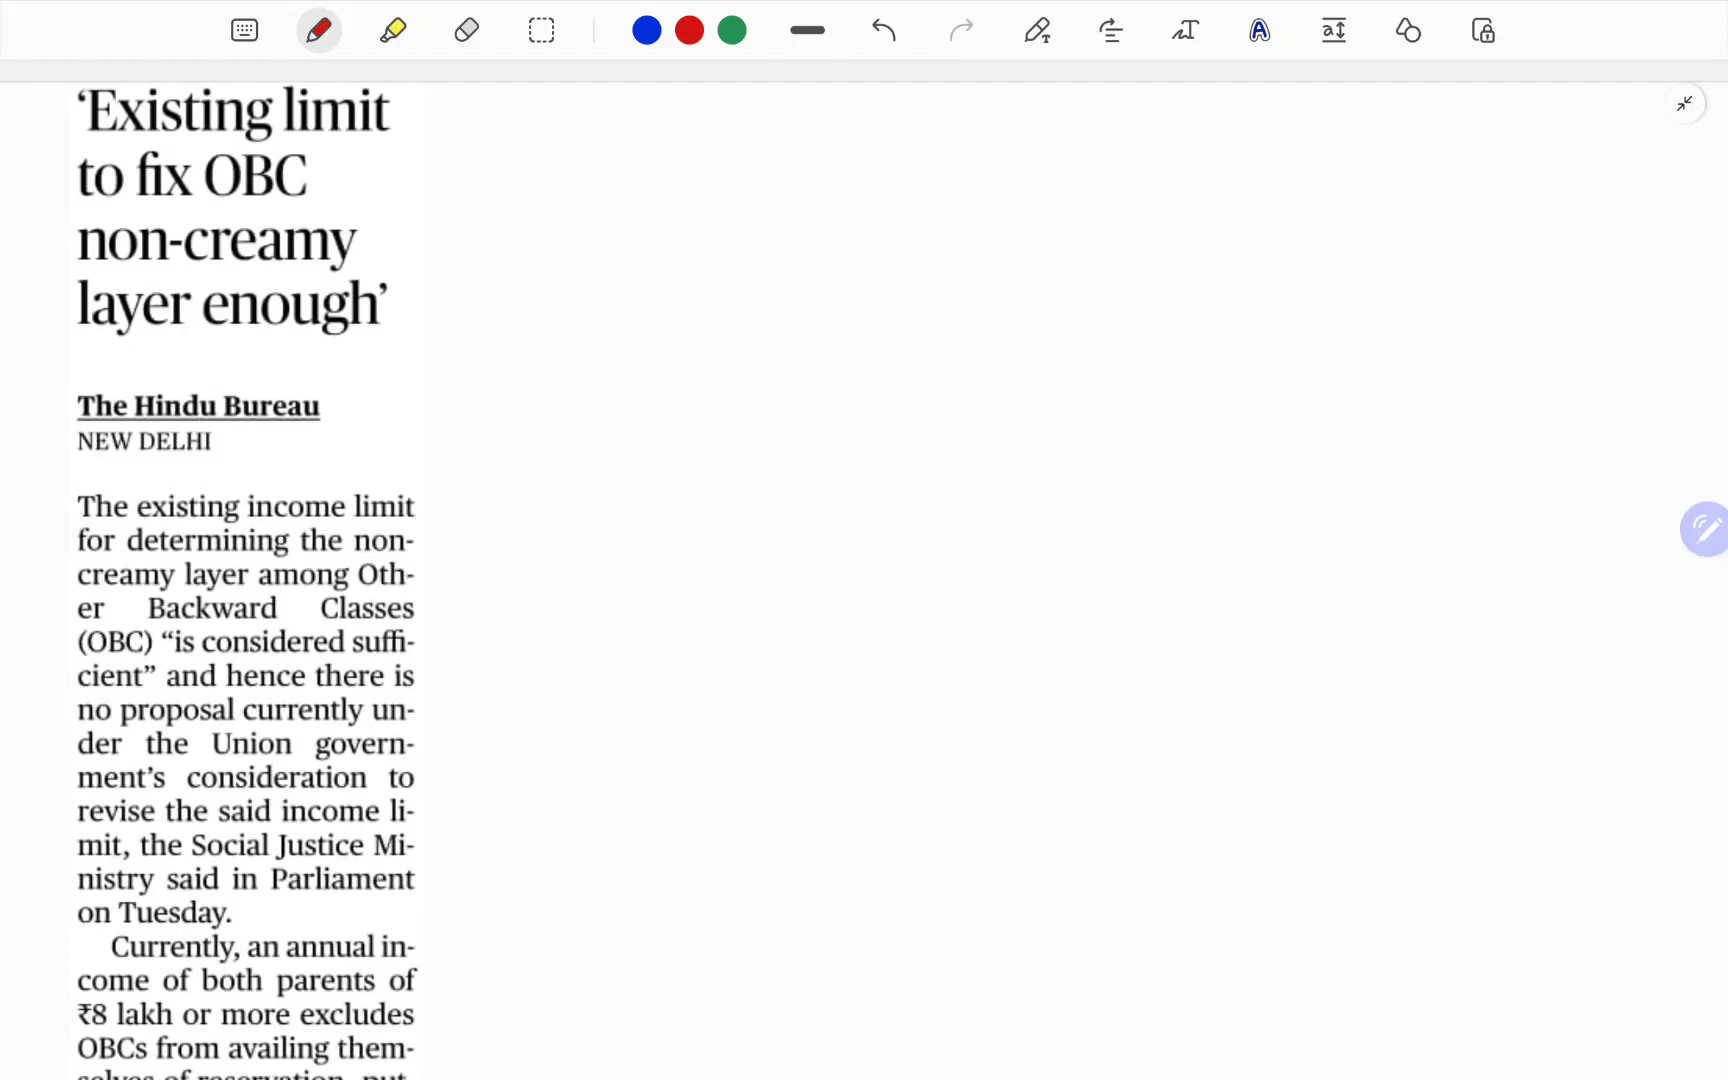 ‘Existing limit
to fix OBC
non-creamy
layer enough’
The Hindu Bureau
NEW DELHI
The existing income limit
for determining the non-
creamy layer among Oth-
er Backward Classes
(OBC) “is considered suffi-
cient” and hence there is
no proposal currently un-
der the Union govern-
ment’s consideration to
revise the said income li-
mit, the Social Justice Mi-
nistry said in Parliament
on Tuesday.
Currently, an annual in-
come of both parents of
₹8 lakh or more excludes
OBCs from availing them-
selves of reservation, put-